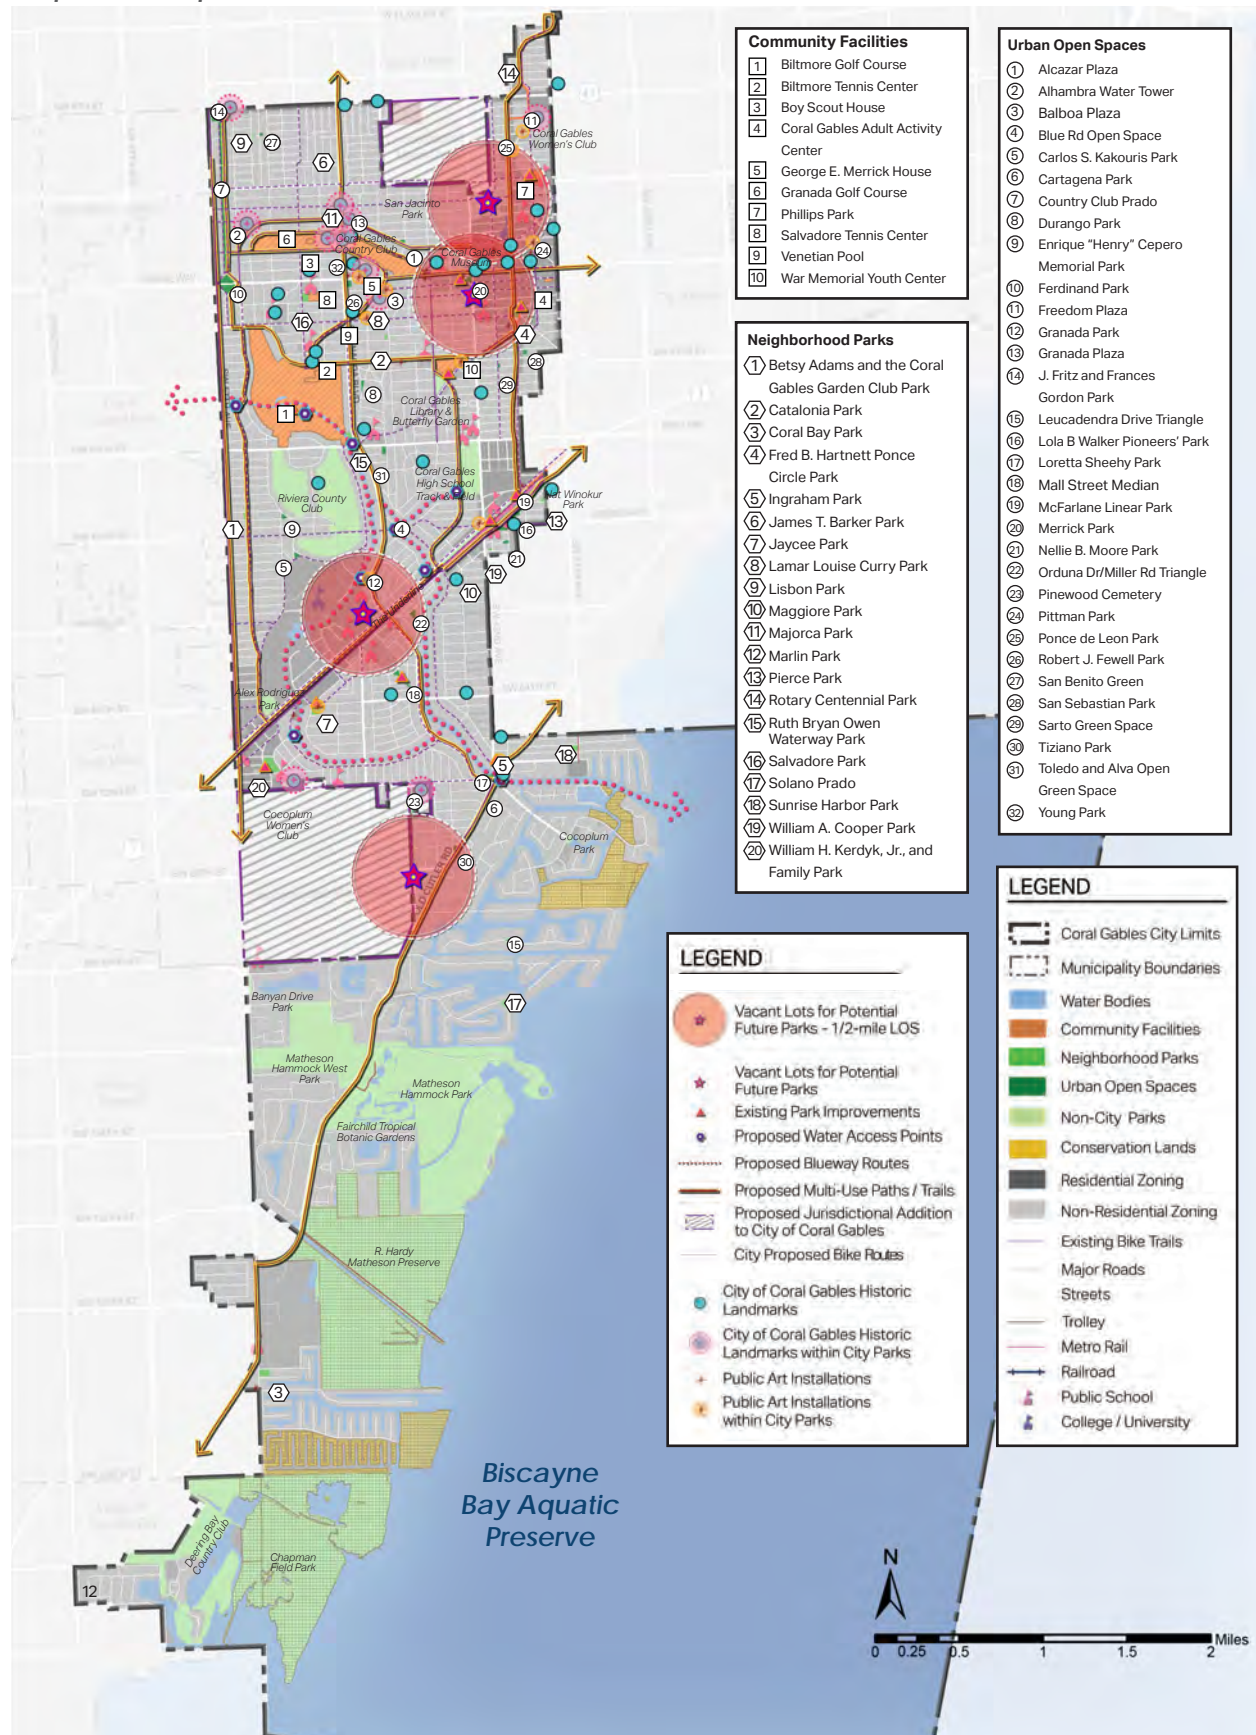 Community Facilities
1 Biltmore Golf Course
2 Biltmore Tennis Center
3 Boy Scout House
4 Coral Gables Adult Activity
Center
5 George E. Merrick House
6 Granada Golf Course
7 Phillips Park
8 Salvadore Tennis Center
9 Venetian Pool
10 War Memorial Youth Center
Urban Open Spaces
1 Alcazar Plaza
2 Alhambra Water Tower
3 Balboa Plaza
4 Blue Rd Open Space
5 Carlos S. Kakouris Park
6 Cartagena Park
7 Country Club Prado
8 Durango Park
9 Enrique "Henry" Cepero
Memorial Park
10 Ferdinand Park
11 Freedom Plaza
12 Granada Park
13 Granada Plaza
14 J. Fritz and Frances
Gordon Park
15 Leucadendra Drive Triangle
16 Lola B Walker Pioneers' Park
17 Loretta Sheehy Park
18 Mall Street Median
19 McFarlane Linear Park
20 Merrick Park
21 Nellie B. Moore Park
22 Orduna Dr/Miller Rd Triangle
23 Pinewood Cemetery
24 Pittman Park
25 Ponce de Leon Park
26 Robert J. Fewell Park
27 San Benito Green
28 San Sebastian Park
29 Sarto Green Space
30 Tiziano Park
31 Toledo and Alva Open
Green Space
32 Young Park
Neighborhood Parks
1 Betsy Adams and the Coral
Gables Garden Club Park
2 Catalonia Park
3 Coral Bay Park
4 Fred B. Hartnett Ponce
Circle Park
5 Ingraham Park
6 James T. Barker Park
7 Jaycee Park
8 Lamar Louise Curry Park
9 Lisbon Park
10 Maggiore Park
11 Majorca Park
12 Marlin Park
13 Pierce Park
14 Rotary Centennial Park
15 Ruth Bryan Owen
Waterway Park
16 Salvadore Park
17 Solano Prado
18 Sunrise Harbor Park
19 William A. Cooper Park
20 William H. Kerdyk, Jr., and
Family Park
LEGEND
Vacant Lots for Potential
Future Parks - 1/2-mile LOS
Vacant Lots for Potential
Future Parks
Existing Park Improvements
Proposed Water Access Points
Proposed Blueway Routes
Proposed Multi-Use Paths / Trails
Proposed Jurisdictional Addition
to City of Coral Gables
City Proposed Bike Routes
City of Coral Gables Historic
Landmarks
City of Coral Gables Historic
Landmarks within City Parks
Public Art Installations
Public Art Installations
within City Parks
LEGEND
Coral Gables City Limits
Municipality Boundaries
Water Bodies
Community Facilities
Neighborhood Parks
Urban Open Spaces
Non-City Parks
Conservation Lands
Residential Zoning
Non-Residential Zoning
Existing Bike Trails
Major Roads
Streets
Trolley
Metro Rail
Railroad
Public School
College / University
Coral Gables
Women's Club
San Jacinto
Park
Coral Gables
Country Club
Coral Gables
Museum
Coral Gables
Library &
Butterfly Garden
Coral Gables
High School
Track & Field
Riviera County
Club
Nat Winokur
Park
Alex Rodriguez
Park
Cocoplum
Women's
Club
Cocoplum
Park
OLD CUTLER RD
Banyan Drive
Park
Matheson
Hammock West
Park
Matheson
Hammock Park
Fairchild Tropical
Botanic Gardens
R. Hardy
Matheson Preserve
Deering Bay
Country Club
Chapman
Field Park
12
Biscayne
Bay Aquatic
Preserve
N
0 0.25 0.5 1 1.5 2 Miles